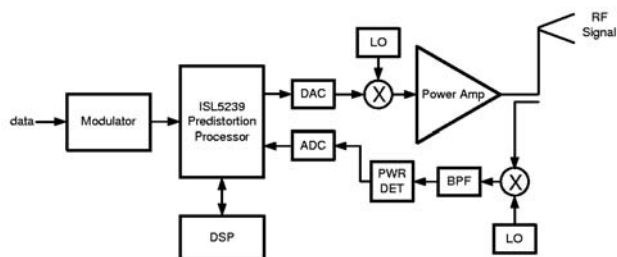 RF
Signal
LO
DAC
X
Power Amp
ISL5239
Predistortion
Processor
data
Modulator
ADC
PWR
DET
BPF
X
DSP
LO